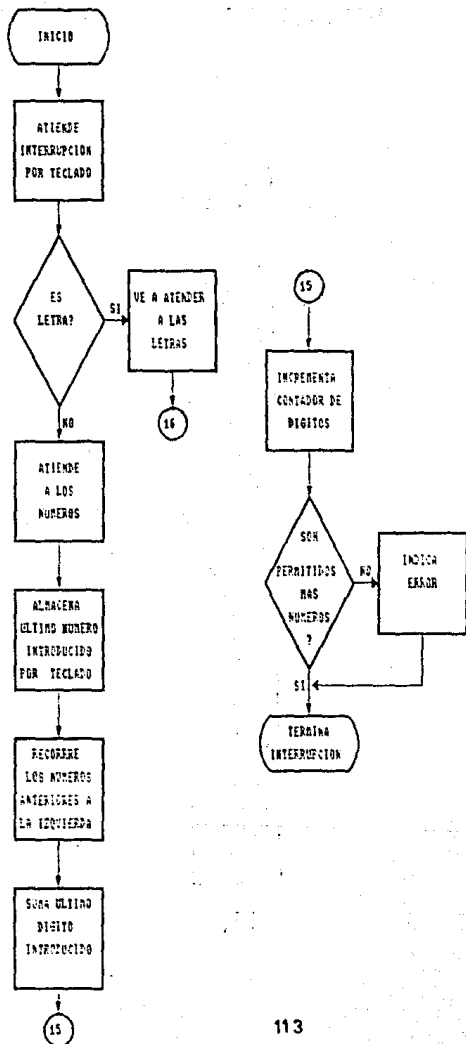 INICIO
ATIENDE
INTERRUPCION
POR TECLADO
ES
LETRA?
SI
VE A ATENDER
A LAS
LETRAS
16
NO
ATIENDE
A LOS
NUMEROS
ALMACENA
ULTIMO NUMERO
INTRODUCIDO
POR TECLADO
RECORRE
LOS NUMEROS
ANTERIORES A
LA IZQUIERDA
SUMA ULTIMO
DIGITO
INTRODUCIDO
15
15
INCREMENTA
CONTADOR DE
DIGITOS
SON
PERMITIDOS
MAS
NUMEROS
?
NO
INDICA
ERROR
SI
TERMINA
INTERRUPCION
113